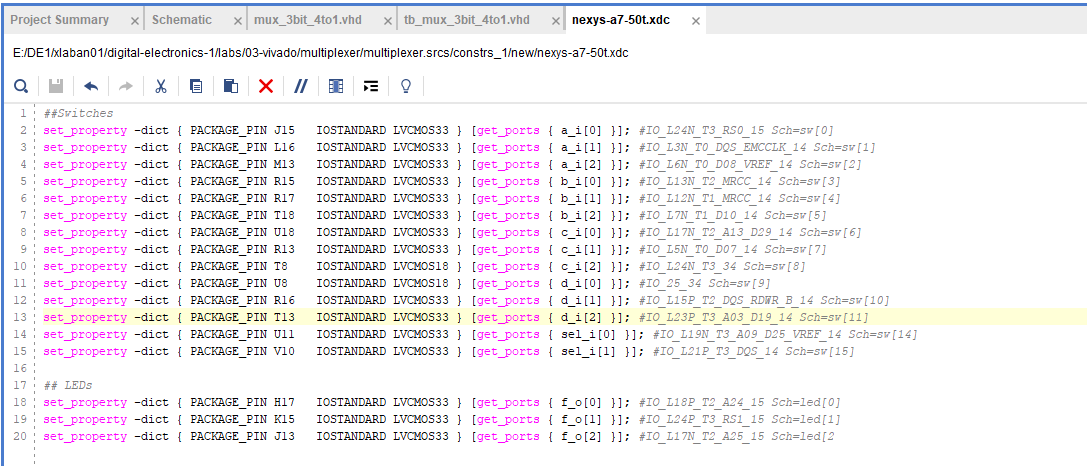 Project Summary × Schematic × mux_3bit_4to1.vhd × tb_mux_3bit_4to1.vhd × nexys-a7-50t.xdc ×
E:/DE1/xlaban01/digital-electronics-1/labs/03-vivado/multiplexer/multiplexer.srcs/constrs_1/new/nexys-a7-50t.xdc
1 ##Switches
2 set_property -dict { PACKAGE_PIN J15 IOSTANDARD LVCMOS33 } [get_ports { a_i[0] }]; #IO_L24N_T3_RS0_15 Sch=sw[0]
3 set_property -dict { PACKAGE_PIN L16 IOSTANDARD LVCMOS33 } [get_ports { a_i[1] }]; #IO_L3N_T0_DQS_EMCCLK_14 Sch=sw[1]
4 set_property -dict { PACKAGE_PIN M13 IOSTANDARD LVCMOS33 } [get_ports { a_i[2] }]; #IO_L6N_T0_D08_VREF_14 Sch=sw[2]
5 set_property -dict { PACKAGE_PIN R15 IOSTANDARD LVCMOS33 } [get_ports { b_i[0] }]; #IO_L13N_T2_MRCC_14 Sch=sw[3]
6 set_property -dict { PACKAGE_PIN R17 IOSTANDARD LVCMOS33 } [get_ports { b_i[1] }]; #IO_L12N_T1_MRCC_14 Sch=sw[4]
7 set_property -dict { PACKAGE_PIN T18 IOSTANDARD LVCMOS33 } [get_ports { b_i[2] }]; #IO_L7N_T1_D10_14 Sch=sw[5]
8 set_property -dict { PACKAGE_PIN U18 IOSTANDARD LVCMOS33 } [get_ports { c_i[0] }]; #IO_L17N_T2_A13_D29_14 Sch=sw[6]
9 set_property -dict { PACKAGE_PIN R13 IOSTANDARD LVCMOS33 } [get_ports { c_i[1] }]; #IO_L5N_T0_D07_14 Sch=sw[7]
10 set_property -dict { PACKAGE_PIN T8 IOSTANDARD LVCMOS18 } [get_ports { c_i[2] }]; #IO_L24N_T3_34 Sch=sw[8]
11 set_property -dict { PACKAGE_PIN U8 IOSTANDARD LVCMOS18 } [get_ports { d_i[0] }]; #IO_25_34 Sch=sw[9]
12 set_property -dict { PACKAGE_PIN R16 IOSTANDARD LVCMOS33 } [get_ports { d_i[1] }]; #IO_L15P_T2_DQS_RDWR_B_14 Sch=sw[10]
13 set_property -dict { PACKAGE_PIN T13 IOSTANDARD LVCMOS33 } [get_ports { d_i[2] }]; #IO_L23P_T3_A03_D19_14 Sch=sw[11]
14 set_property -dict { PACKAGE_PIN U11 IOSTANDARD LVCMOS33 } [get_ports { sel_i[0] }]; #IO_L19N_T3_A09_D25_VREF_14 Sch=sw[14]
15 set_property -dict { PACKAGE_PIN V10 IOSTANDARD LVCMOS33 } [get_ports { sel_i[1] }]; #IO_L21P_T3_DQS_14 Sch=sw[15]
16
17 ## LEDs
18 set_property -dict { PACKAGE_PIN H17 IOSTANDARD LVCMOS33 } [get_ports { f_o[0] }]; #IO_L18P_T2_A24_15 Sch=led[0]
19 set_property -dict { PACKAGE_PIN K15 IOSTANDARD LVCMOS33 } [get_ports { f_o[1] }]; #IO_L24P_T3_RS1_15 Sch=led[1]
20 set_property -dict { PACKAGE_PIN J13 IOSTANDARD LVCMOS33 } [get_ports { f_o[2] }]; #IO_L17N_T2_A25_15 Sch=led[2